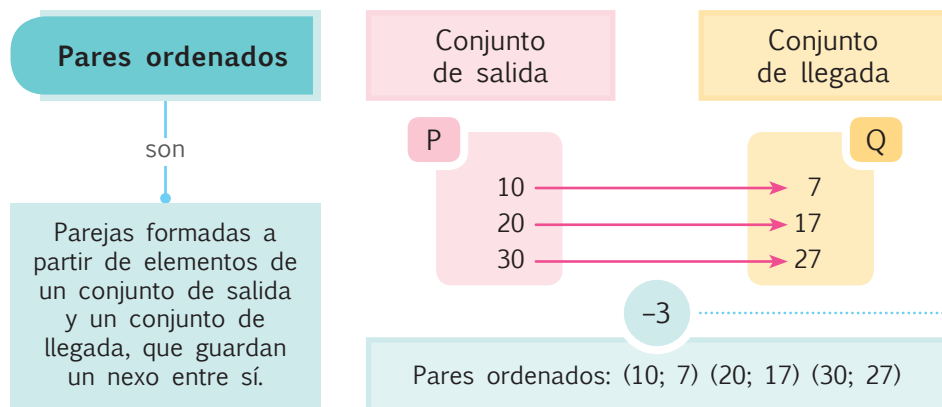 Pares ordenados
son
Parejas formadas a
partir de elementos de
un conjunto de salida
y un conjunto de
llegada, que guardan
un nexo entre sí.
Conjunto
de salida
Conjunto
de llegada
P
Q
10
7
20
17
30
27
–3
Pares ordenados: (10; 7) (20; 17) (30; 27)